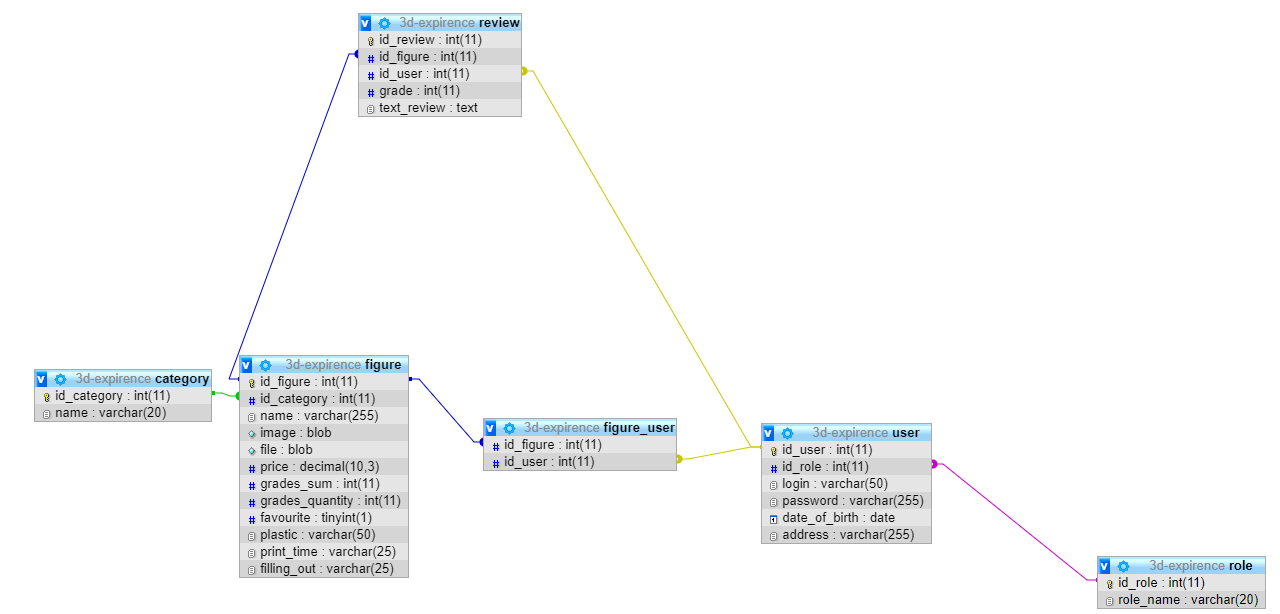 3d-expirence review
id_review : int(11)
id_figure : int(11)
id_user : int(11)
grade : int(11)
text_review : text
3d-expirence category
id_category : int(11)
name : varchar(20)
3d-expirence figure
id_figure : int(11)
id_category : int(11)
name : varchar(255)
image : blob
file : blob
price : decimal(10,3)
grades_sum : int(11)
grades_quantity : int(11)
favourite : tinyint(1)
plastic : varchar(50)
print_time : varchar(25)
filling_out : varchar(25)
3d-expirence figure_user
id_figure : int(11)
id_user : int(11)
3d-expirence user
id_user : int(11)
id_role : int(11)
login : varchar(50)
password : varchar(255)
date_of_birth : date
address : varchar(255)
3d-expirence role
id_role : int(11)
role_name : varchar(20)